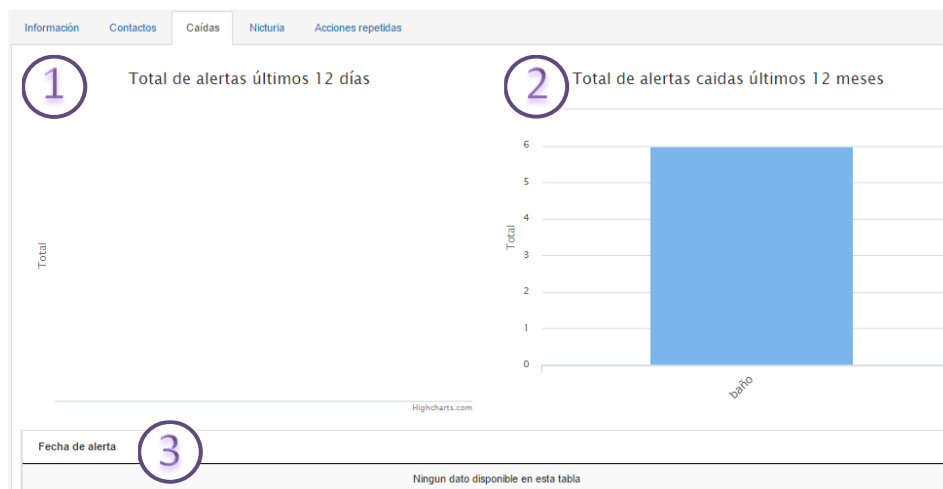 Información Contactos Caídas Nicturia Acciones repetidas
1
Total de alertas últimos 12 días
Total
Highcharts.com
2
Total de alertas caidas últimos 12 meses
6
5
4
3
2
1
0
Total
baño
Fecha de alerta
3
Ningun dato disponible en esta tabla